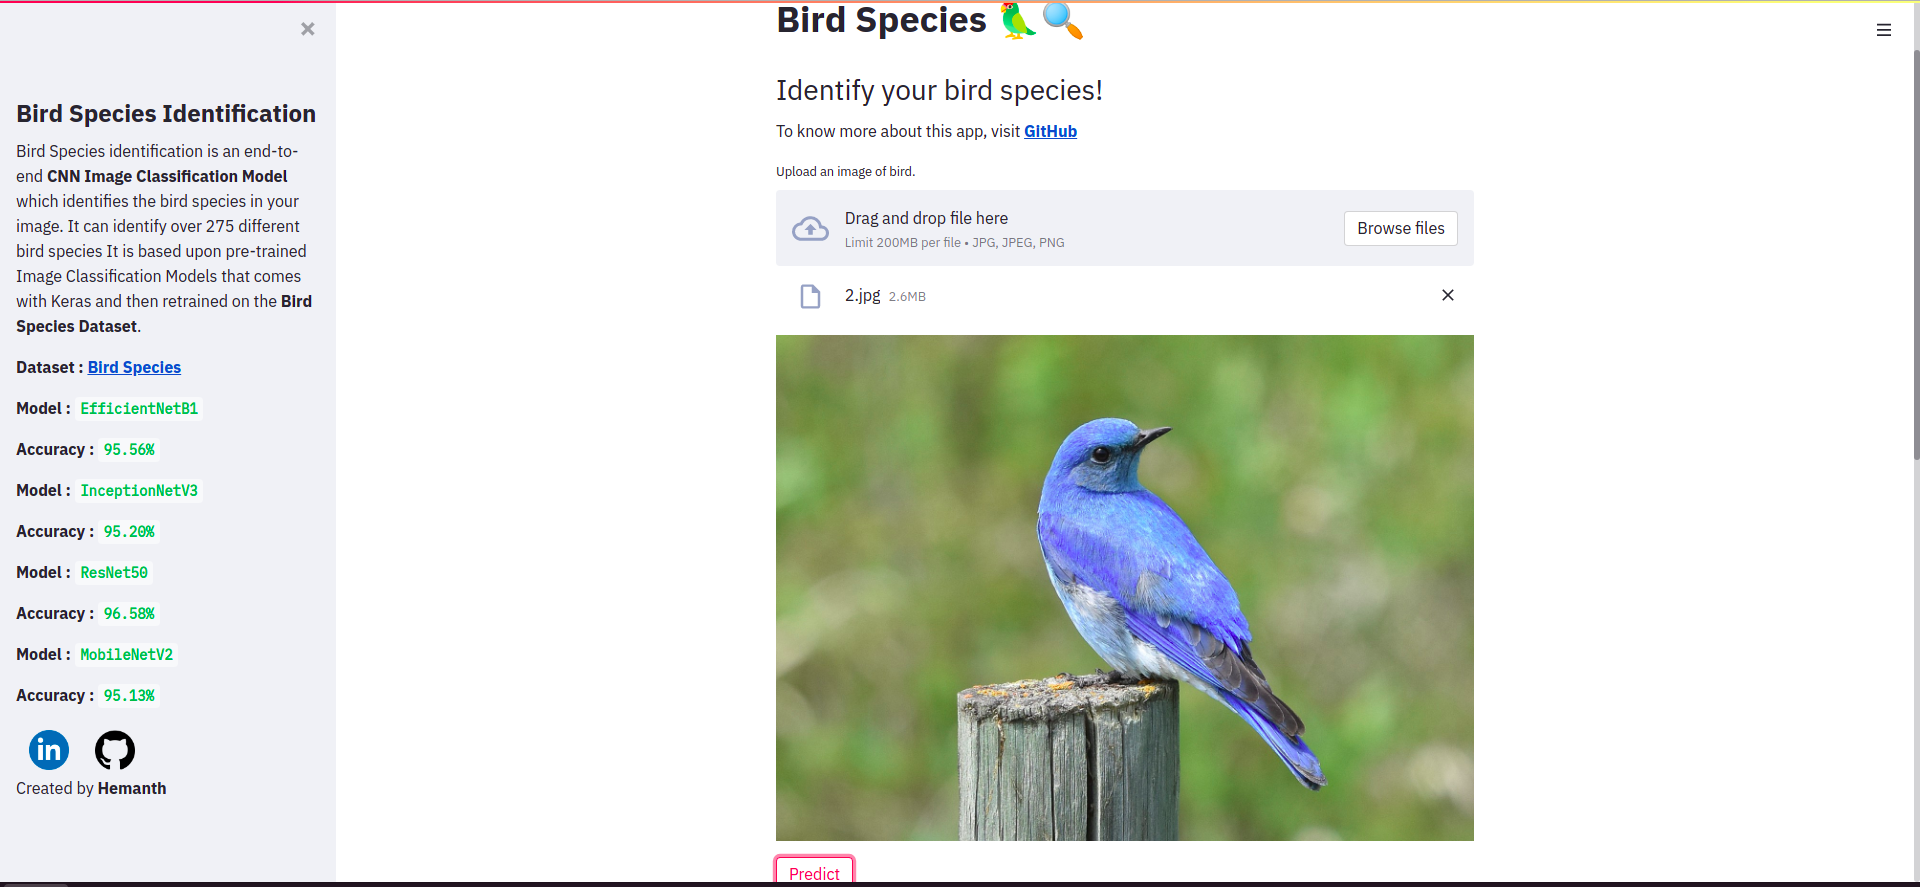 Bird Species Identification
Bird Species identification is an end-to-
end CNN Image Classification Model
which identifies the bird species in your
image. It can identify over 275 different
bird species It is based upon pre-trained
Image Classification Models that comes
with Keras and then retrained on the Bird
Species Dataset.
Dataset : Bird Species
Model : EfficientNetB1
Accuracy : 95.56%
Model : InceptionNetV3
Accuracy : 95.20%
Model : ResNet50
Accuracy : 96.58%
Model : MobileNetV2
Accuracy : 95.13%
in
Created by Hemanth
Bird Species 🦜🔍
Identify your bird species!
To know more about this app, visit GitHub
Upload an image of bird.
Drag and drop file here
Limit 200MB per file • JPG, JPEG, PNG
Browse files
2.jpg 2.6MB
Predict